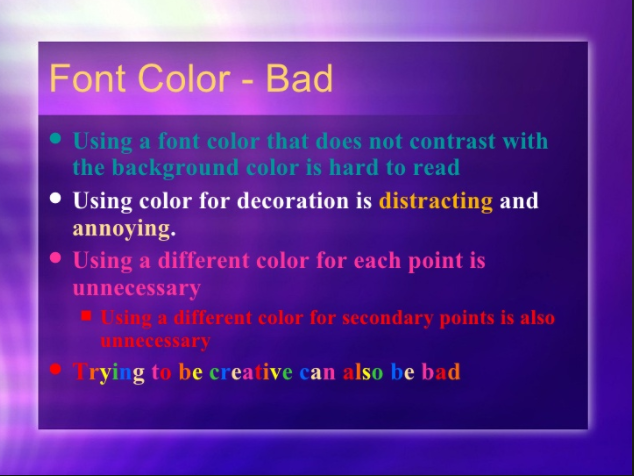 Font Color - Bad
Using a font color that does not contrast with
the background color is hard to read
Using color for decoration is distracting and
annoying.
Using a different color for each point is
unnecessary
Using a different color for secondary points is also
unnecessary
Trying to be creative can also be bad